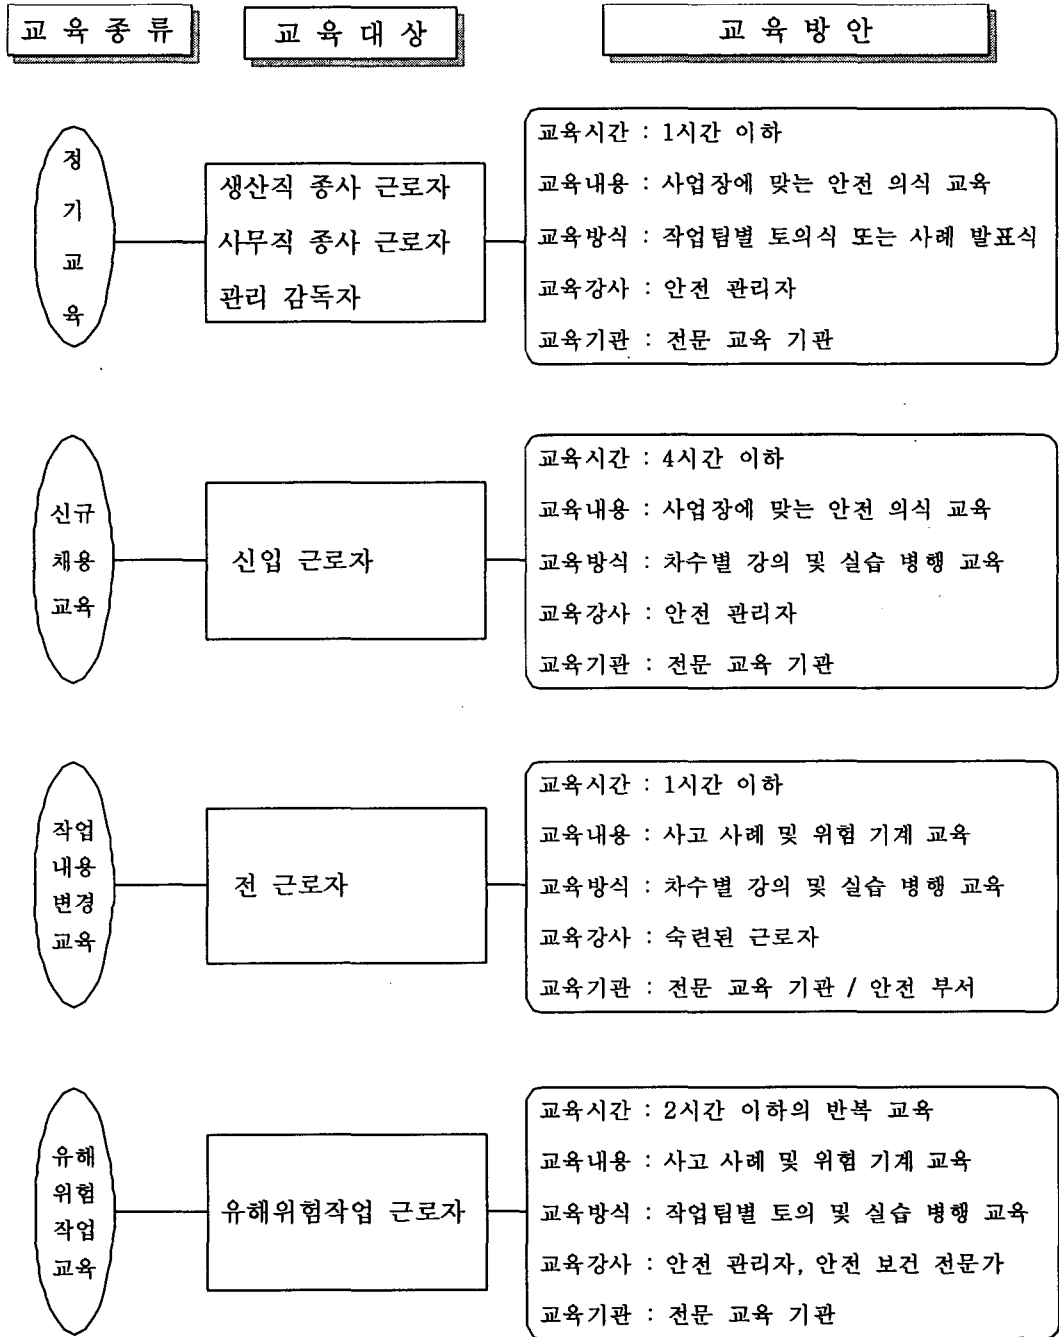 교육종류
교육대상
교육방안
정
기
교
육
생산직 종사 근로자
사무직 종사 근로자
관리 감독자
교육시간 : 1시간 이하
교육내용 : 사업장에 맞는 안전 의식 교육
교육방식 : 작업팀별 토의식 또는 사례 발표식
교육강사 : 안전 관리자
교육기관 : 전문 교육 기관
신규
채용
교육
신입 근로자
교육시간 : 4시간 이하
교육내용 : 사업장에 맞는 안전 의식 교육
교육방식 : 차수별 강의 및 실습 병행 교육
교육강사 : 안전 관리자
교육기관 : 전문 교육 기관
작업
내용
변경
교육
전 근로자
교육시간 : 1시간 이하
교육내용 : 사고 사례 및 위험 기계 교육
교육방식 : 차수별 강의 및 실습 병행 교육
교육강사 : 숙련된 근로자
교육기관 : 전문 교육 기관 / 안전 부서
유해
위험
작업
교육
유해위험작업 근로자
교육시간 : 2시간 이하의 반복 교육
교육내용 : 사고 사례 및 위험 기계 교육
교육방식 : 작업팀별 토의 및 실습 병행 교육
교육강사 : 안전 관리자, 안전 보건 전문가
교육기관 : 전문 교육 기관